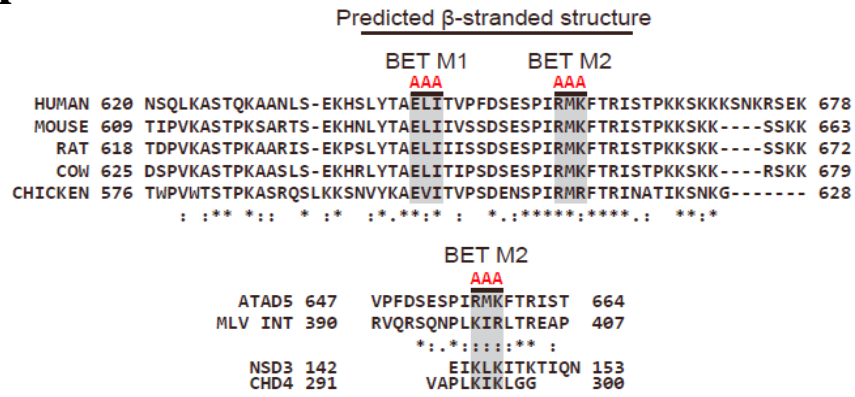 Predicted β-stranded structure
BET M1 BET M2
AAA AAA
HUMAN 620 NSQLKASTQKAANLS-EKHSLYTAELITVPFDSESPIRMKFTRISTPKKSKKKSNKRSEK 678
MOUSE 609 TIPVKASTPKSARTS-EKHNLYTAELIIVSSDSESPIRMKFTRISTPKKSKK----SSKK 663
RAT 618 TDPVKASTPKAARIS-EKPSLYTAELIIISSDSESPIRMKFTRISTPKKSKK----SSKK 672
COW 625 DSPVKASTPKAASLS-EKHRLYTAELITIPSDSESPIRMKFTRISTPKKSKK----RSKK 679
CHICKEN 576 TWPVWTSTPKASRQSLKKSNVYKAEVITVPSDENSPIRMRFTRINATIKSNKG------- 628
: :** *:: * :* :*.**:* : *.:*****:****.: **:*
BET M2
AAA
ATAD5 647 VPFDSESPIRMKFTRIST 664
MLV INT 390 RVQRSQNPLKIRLTREAP 407
*:.*:::::** :
NSD3 142 EIKLKITKTIQN 153
CHD4 291 VAPLKIKLGG 300